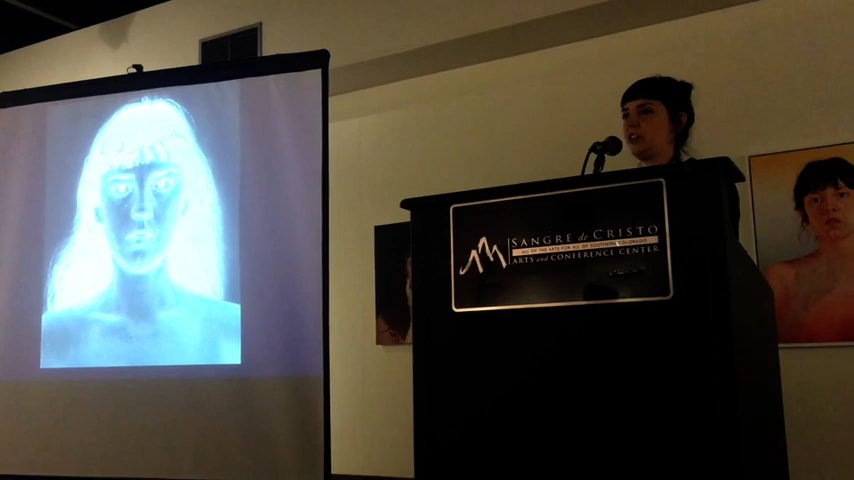 SANGRE de CRISTO
ALL OF THE ARTS FOR ALL OF SOUTHERN COLORADO
ARTS and CONFERENCE CENTER